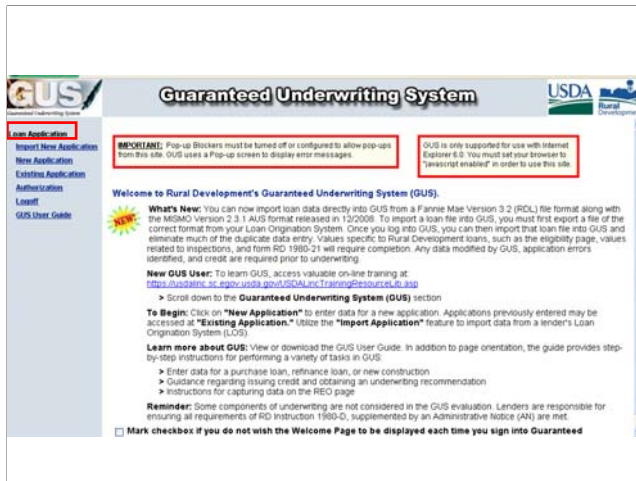 GUS
Guaranteed Underwriting System
Guaranteed Underwriting System
USDA
Rural
Development
Loan Application
Import New Application
New Application
Existing Application
Authorization
Logoff
GUS User Guide
IMPORTANT: Pop-up Blockers must be turned off or configured to allow pop-ups
from this site. GUS uses a Pop-up screen to display error messages.
GUS is only supported for use with Internet
Explorer 6.0. You must set your browser to
"javascript enabled" in order to use this site.
Welcome to Rural Development's Guaranteed Underwriting System (GUS).
NEW!
What's New: You can now import loan data directly into GUS from a Fannie Mae Version 3.2 (RDL) file format along with
the MISMO Version 2.3.1 AUS format released in 12/2008. To import a loan file into GUS, you must first export a file of the
correct format from your Loan Origination System. Once you log into GUS, you can then import that loan file into GUS and
eliminate much of the duplicate data entry. Values specific to Rural Development loans, such as the eligibility page, values
related to inspections, and form RD 1980-21 will require completion. Any data modified by GUS, application errors
identified, and credit are required prior to underwriting.
New GUS User: To learn GUS, access valuable on-line training at
https://usdalinc.sc.egov.usda.gov/USDALincTrainingResourceLib.asp
> Scroll down to the Guaranteed Underwriting System (GUS) section
To Begin: Click on "New Application" to enter data for a new application. Applications previously entered may be
accessed at "Existing Application." Utilize the "Import Application" feature to import data from a lender's Loan
Origination System (LOS).
Learn more about GUS: View or download the GUS User Guide. In addition to page orientation, the guide provides step-
by-step instructions for performing a variety of tasks in GUS:
> Enter data for a purchase loan, refinance loan, or new construction
> Guidance regarding issuing credit and obtaining an underwriting recommendation
> Instructions for capturing data on the REO page
Reminder: Some components of underwriting are not considered in the GUS evaluation. Lenders are responsible for
ensuring all requirements of RD Instruction 1980-D, supplemented by an Administrative Notice (AN) are met.
Mark checkbox if you do not wish the Welcome Page to be displayed each time you sign into Guaranteed